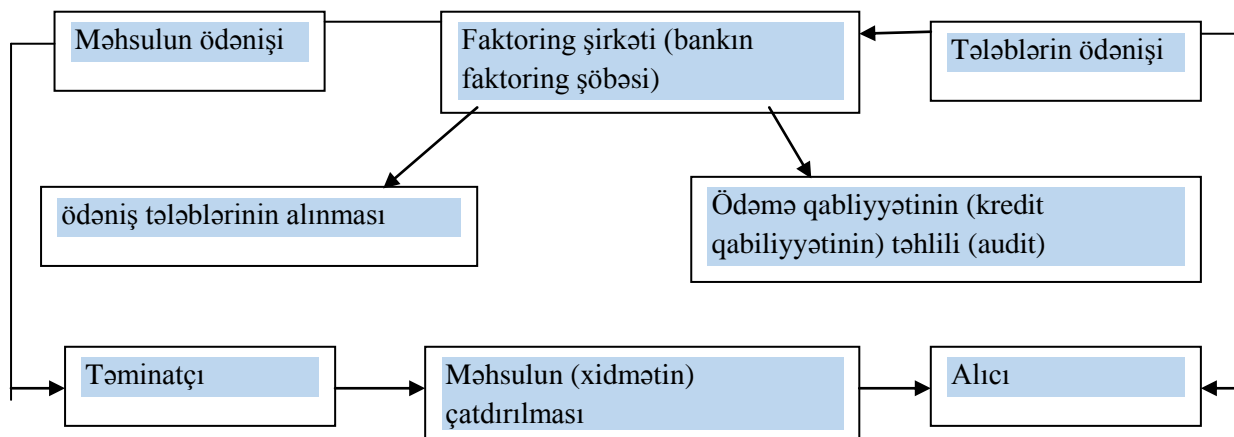 Məhsulun ödənişi
Faktoring şirkəti (bankın
faktoring şöbəsi)
Tələblərin ödənişi
ödəniş tələblərinin alınması
Ödəmə qabliyyətinin (kredit
qabiliyyətinin) təhlili (audit)
Təminatçı
Məhsulun (xidmətin)
çatdırılması
Alıcı